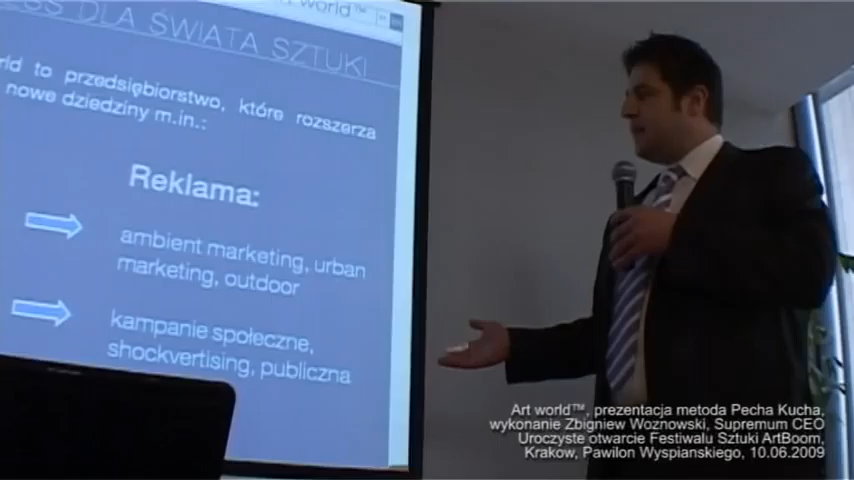 world™
SS DLA ŚWIATA SZTUKI
rld to przedsiębiorstwo, które rozszerza
nowe dziedziny m.in.:
Reklama:
ambient marketing, urban
marketing, outdoor
kampanie społeczne,
shockvertising, publiczna
Art world™, prezentacja metoda Pecha Kucha,
wykonanie Zbigniew Woznowski, Supremum CEO
Uroczyste otwarcie Festiwalu Sztuki ArtBoom,
Krakow, Pawilon Wyspianskiego, 10.06.2009